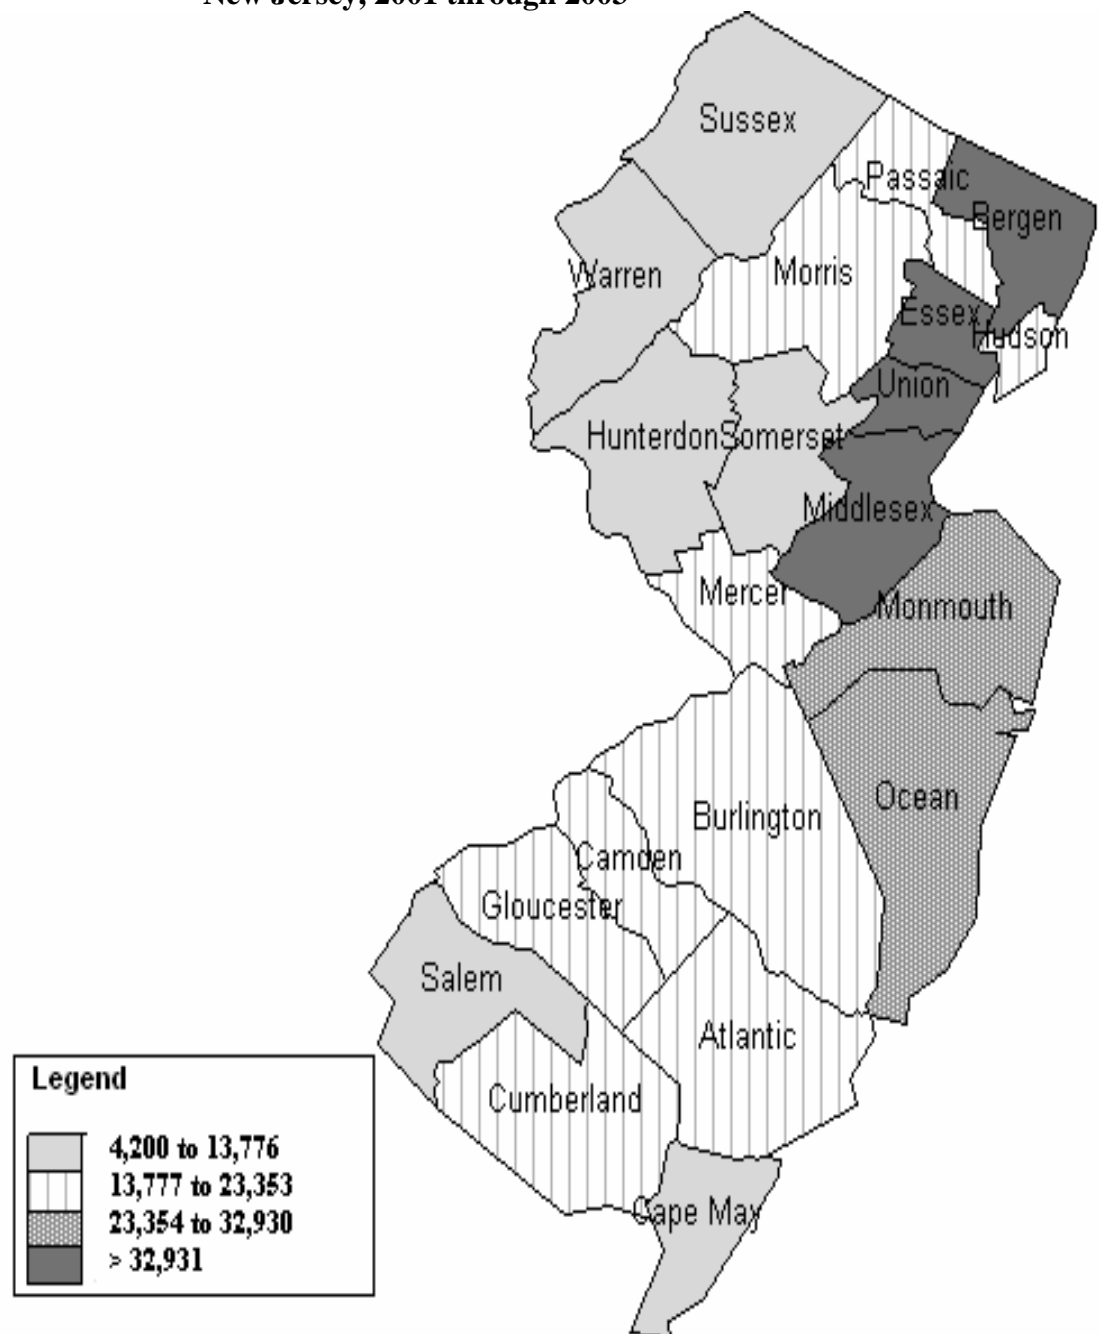 New Jersey, 2001 through 2005
Sussex
Passaic
Bergen
Warren
Morris
Essex
Hudson
Union
Hunterdon
Somerset
Middlesex
Mercer
Monmouth
Ocean
Burlington
Camden
Gloucester
Salem
Atlantic
Cumberland
Cape May
Legend
4,200 to 13,776
13,777 to 23,353
23,354 to 32,930
> 32,931